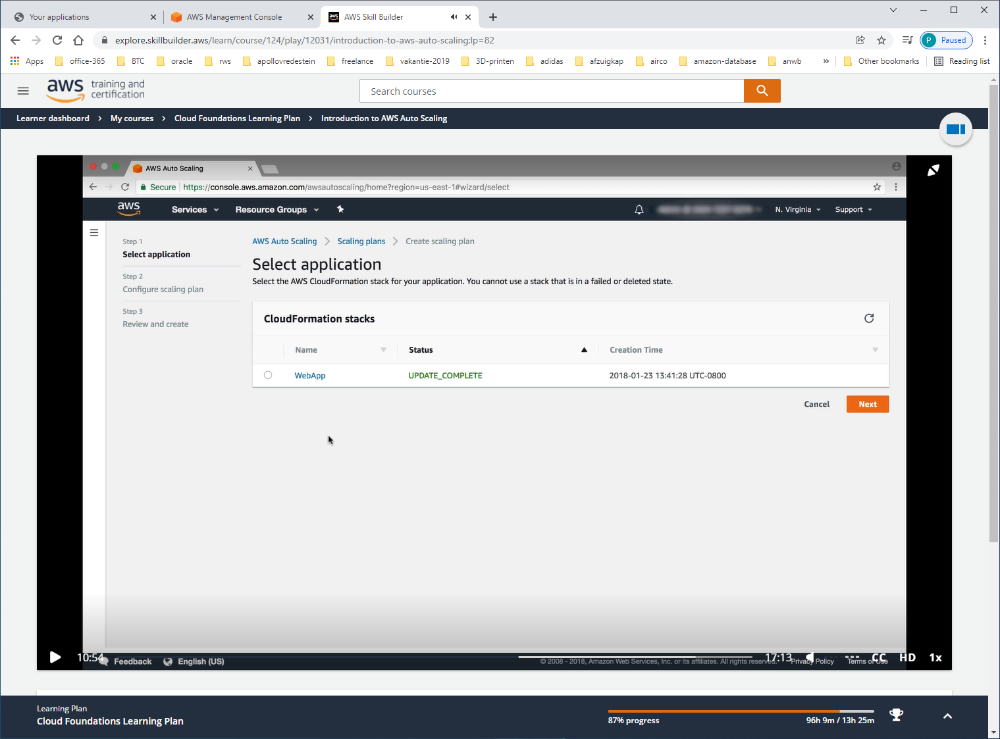 Your applications
AWS Management Console
aws AWS Skill Builder
explore.skillbuilder.aws/learn/course/124/play/12031/introduction-to-aws-auto-scaling;lp=82
P Paused
Apps office-365 BTC oracle rws apollovredestein freelance vakantie-2019 3D-printen adidas afzuigkap airco amazon-database anwb » Other bookmarks Reading list
aws training and certification
Search courses
Learner dashboard > My courses > Cloud Foundations Learning Plan > Introduction to AWS Auto Scaling
AWS Auto Scaling
Secure https://console.aws.amazon.com/awsautoscaling/home?region=us-east-1#wizard/select
aws Services Resource Groups N. Virginia Support
Step 1
Select application
Step 2
Configure scaling plan
Step 3
Review and create
AWS Auto Scaling > Scaling plans > Create scaling plan
Select application
Select the AWS CloudFormation stack for your application. You cannot use a stack that is in a failed or deleted state.
CloudFormation stacks
Name Status Creation Time
WebApp UPDATE_COMPLETE 2018-01-23 13:41:28 UTC-0800
Cancel Next
10:54 Feedback English (US) © 2008 - 2018, Amazon Web Services, Inc. or its affiliates. All rights reserved. 17:13 Privacy Policy Terms of Use CC HD 1x
Learning Plan
Cloud Foundations Learning Plan
87% progress 96h 9m / 13h 25m